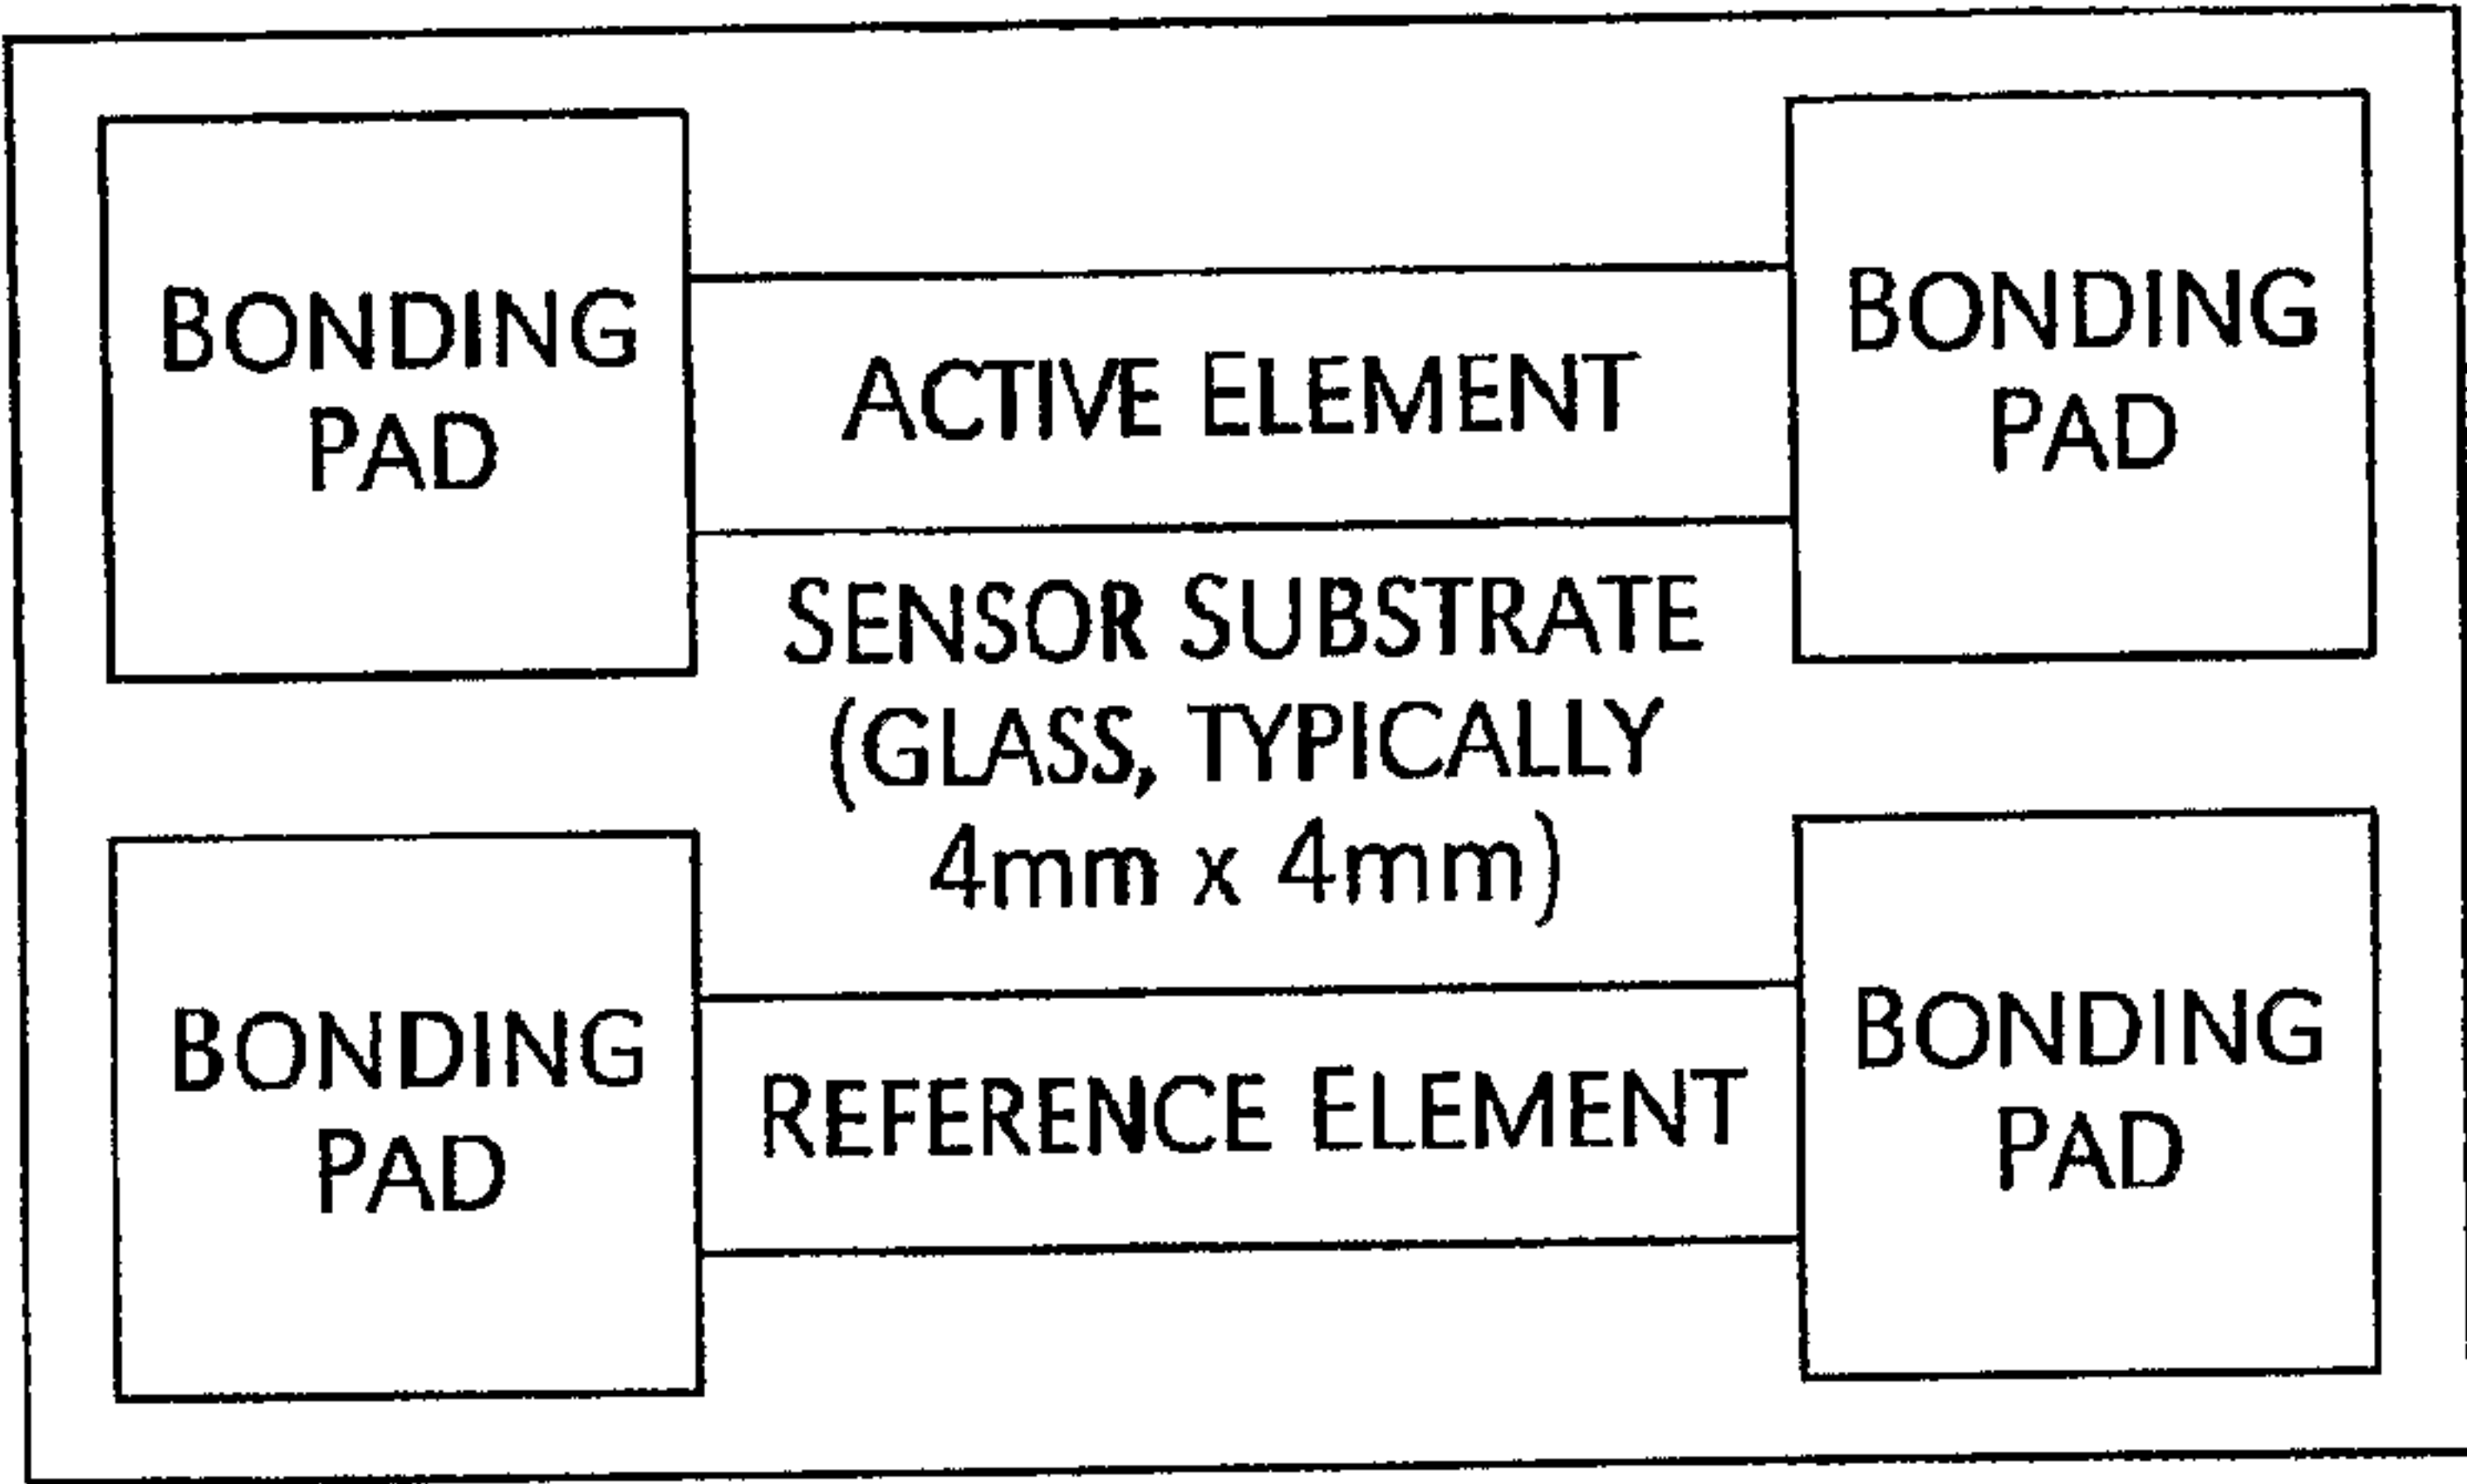 BONDING
PAD
ACTIVE ELEMENT
BONDING
PAD
SENSOR SUBSTRATE
(GLASS, TYPICALLY
4mm x 4mm)
BONDING
PAD
REFERENCE ELEMENT
BONDING
PAD